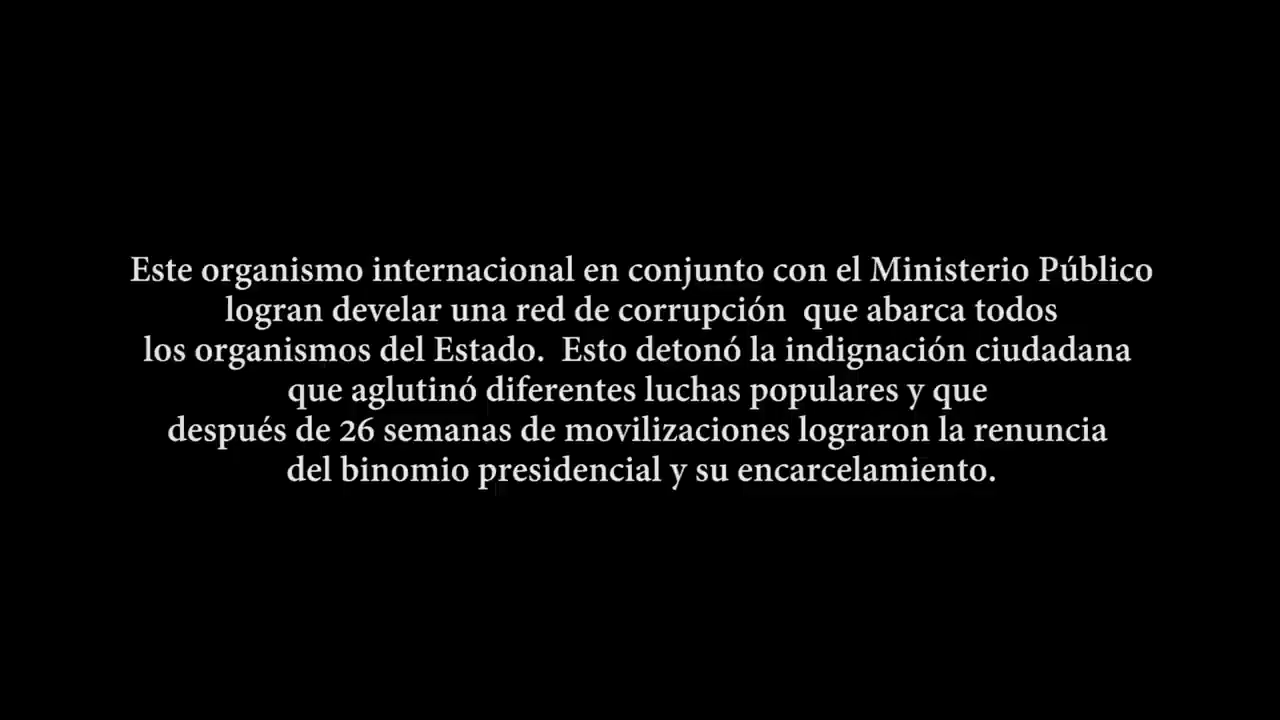 Este organismo internacional en conjunto con el Ministerio Público
logran develar una red de corrupción  que abarca todos
los organismos del Estado.  Esto detonó la indignación ciudadana
que aglutinó diferentes luchas populares y que
después de 26 semanas de movilizaciones lograron la renuncia
del binomio presidencial y su encarcelamiento.